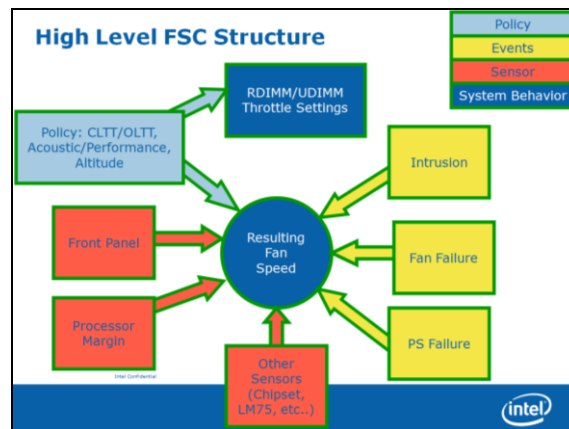 High Level FSC Structure
Policy
Events
Sensor
System Behavior
RDIMM/UDIMM
Throttle Settings
Policy: CLTT/OLTT,
Acoustic/Performance,
Altitude
Intrusion
Front Panel
Resulting
Fan
Speed
Fan Failure
Processor
Margin
PS Failure
Other
Sensors
(Chipset,
LM75, etc..)
Intel Confidential
intel